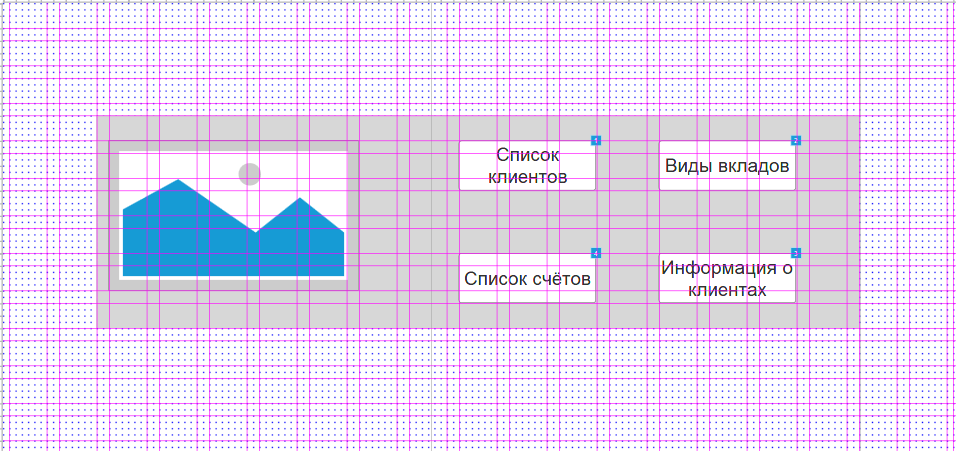 Список
клиентов
Виды вкладов
Список счётов
Информация о
клиентах